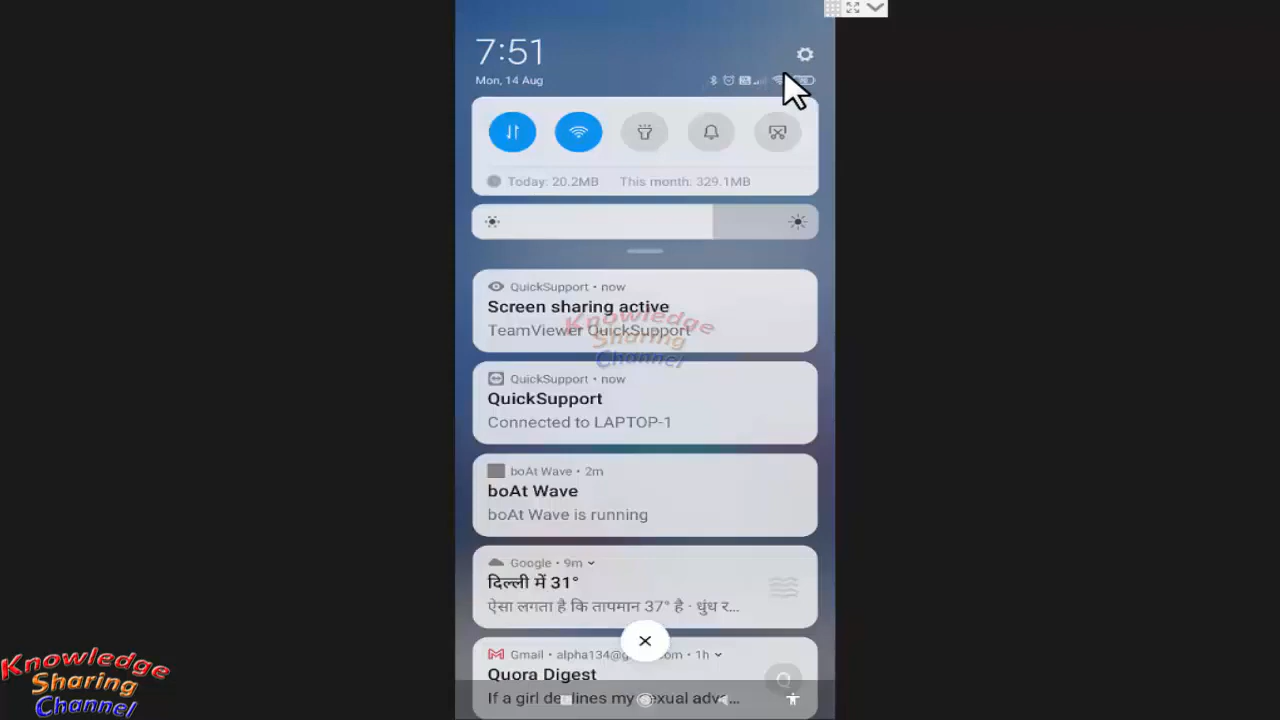 7:51
Mon, 14 Aug
Today: 20.2MB This month: 329.1MB
QuickSupport • now
Screen sharing active
TeamViewer QuickSupport
Knowledge
Sharing
Channel
QuickSupport • now
QuickSupport
Connected to LAPTOP-1
boAt Wave • 2m
boAt Wave
boAt Wave is running
Google • 9m
दिल्ली में 31°
ऐसा लगता है कि तापमान 37° है - धुंध र...
Gmail • alpha134@g com • 1h
Quora Digest
Q
If a girl declines my sexual adv...
Knowledge
Sharing
Channel